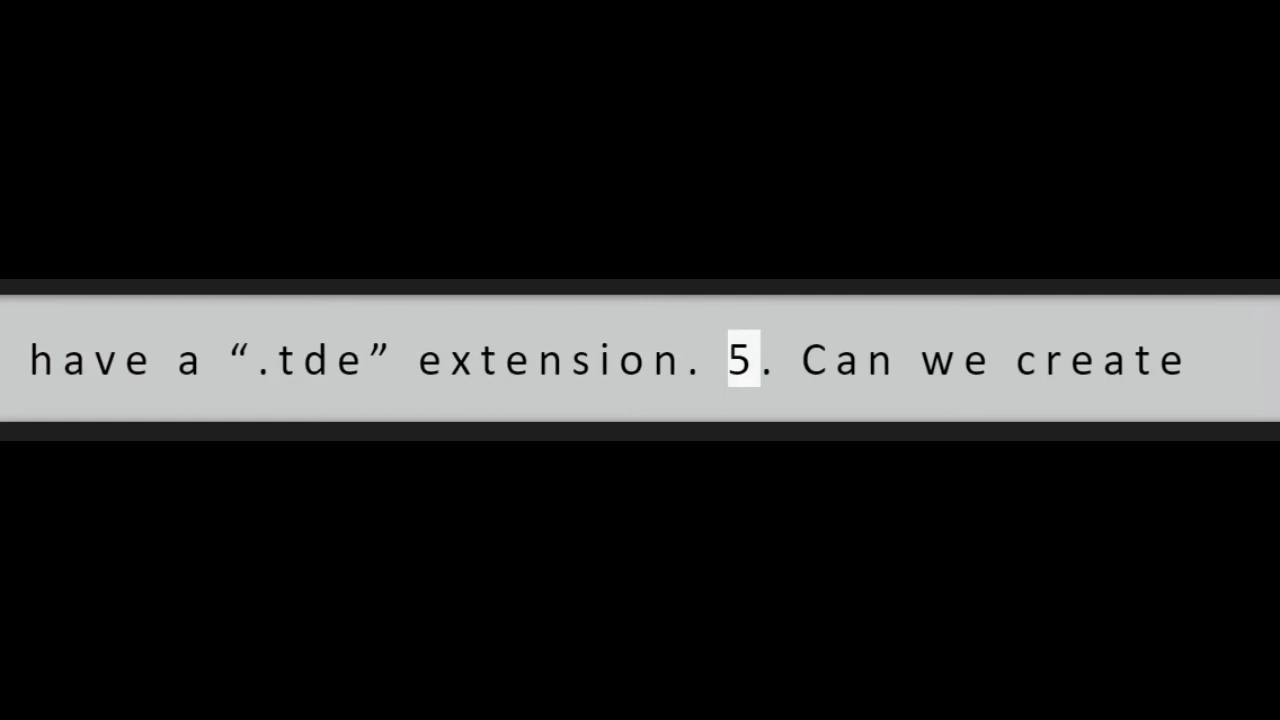 have a “.tde” extension. 5. Can we create